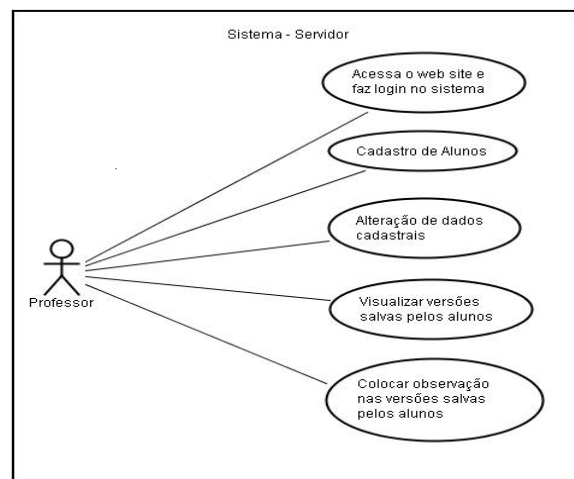 Sistema - Servidor
Acessa o web site e
faz login no sistema
Cadastro de Alunos
Alteração de dados
cadastrais
Professor
Visualizar versões
salvas pelos alunos
Colocar observação
nas versões salvas
pelos alunos